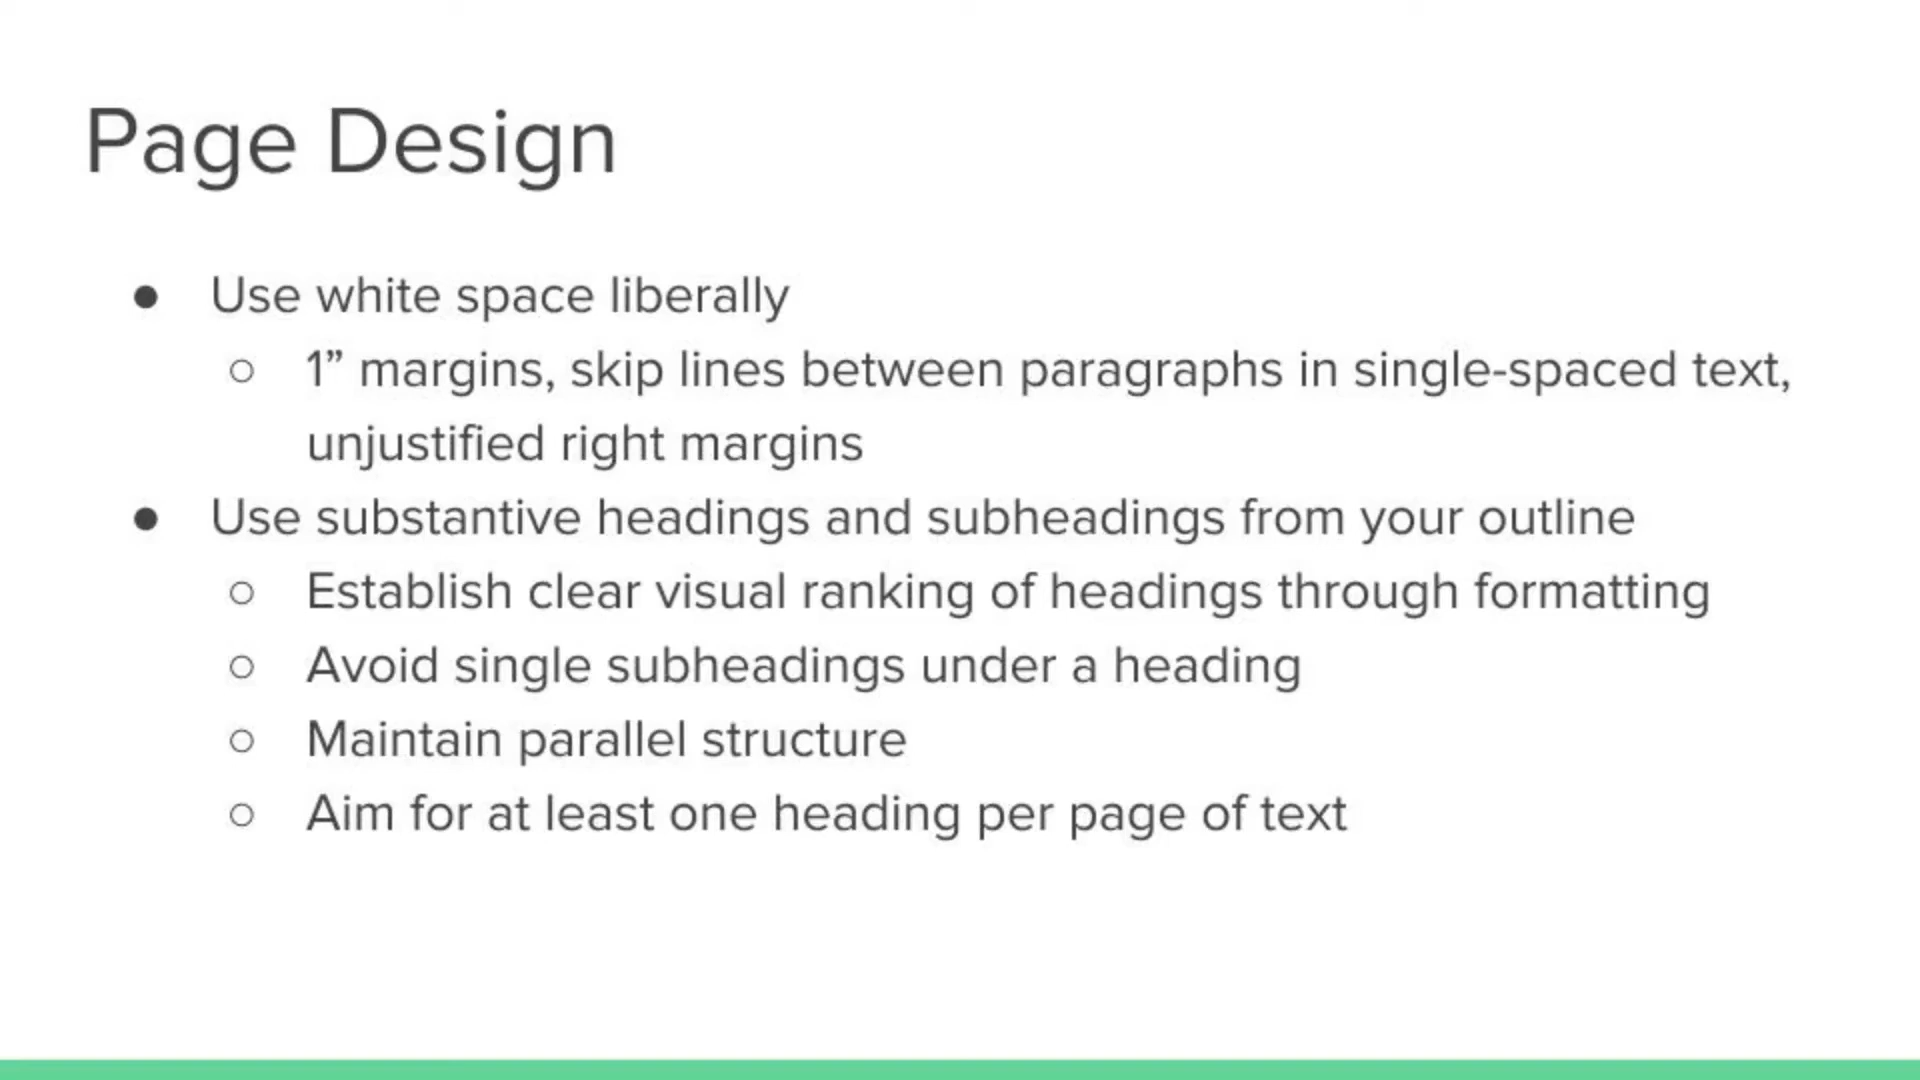 Page Design
● Use white space liberally
○ 1” margins, skip lines between paragraphs in single-spaced text,
unjustified right margins
● Use substantive headings and subheadings from your outline
○ Establish clear visual ranking of headings through formatting
○ Avoid single subheadings under a heading
○ Maintain parallel structure
○ Aim for at least one heading per page of text